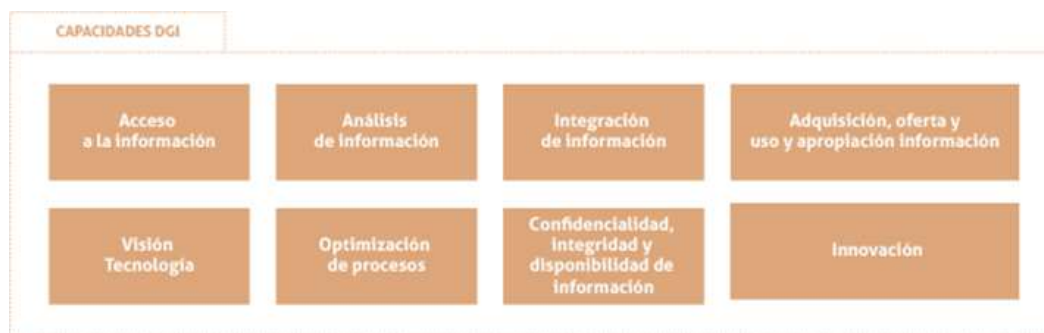 CAPACIDADES DGI
Acceso
a la información
Análisis
de información
Integración
de información
Adquisición, oferta y
uso y apropiación información
Visión
Tecnología
Optimización
de procesos
Confidencialidad,
integridad y
disponibilidad de
información
Innovación